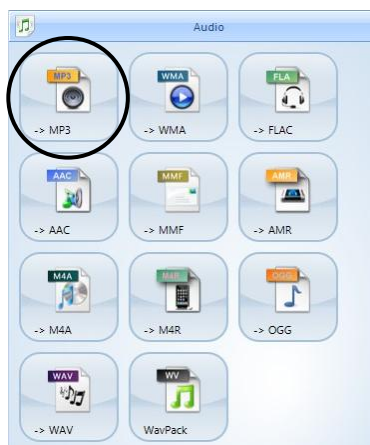 Audio
MP3 WMA FLA
-> MP3 -> WMA -> FLAC
AAC MMF AMR
-> AAC -> MMF -> AMR
M4A M4R OGG
-> M4A -> M4R -> OGG
WAV WV
-> WAV WavPack